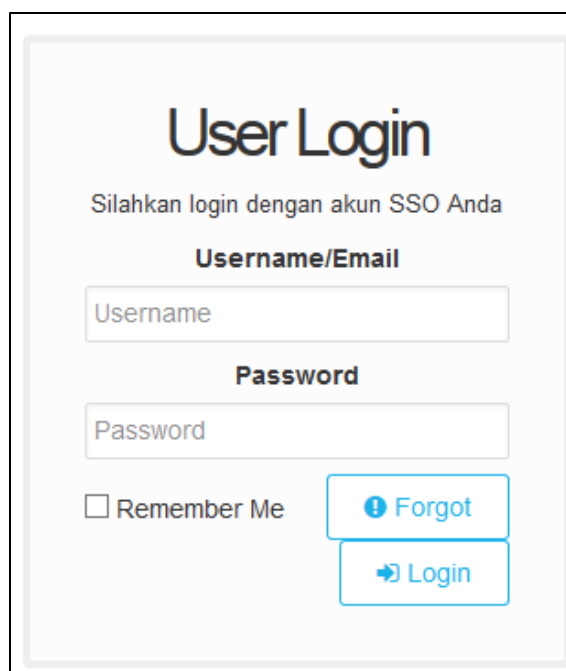 User Login
Silahkan login dengan akun SSO Anda
Username/Email
Username
Password
Password
Remember Me
Forgot
Login